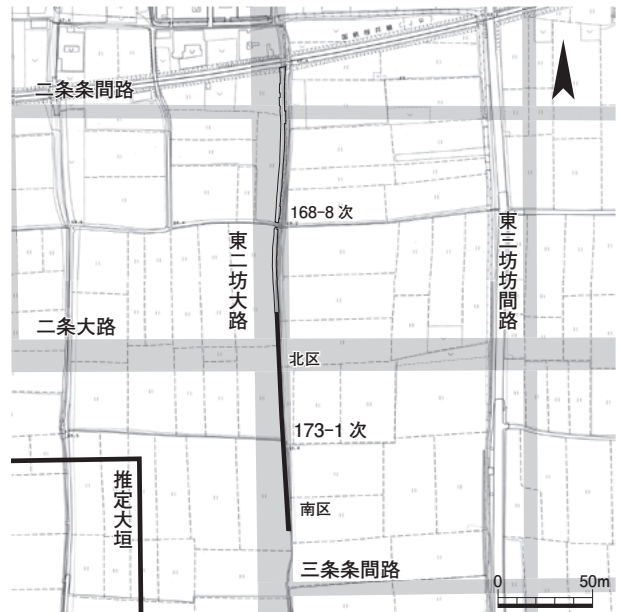 二条条間路
168-8 次
東二坊大路
東三坊坊間路
二条大路
北区
173-1 次
推定大垣
南区
三条条間路
0 50m